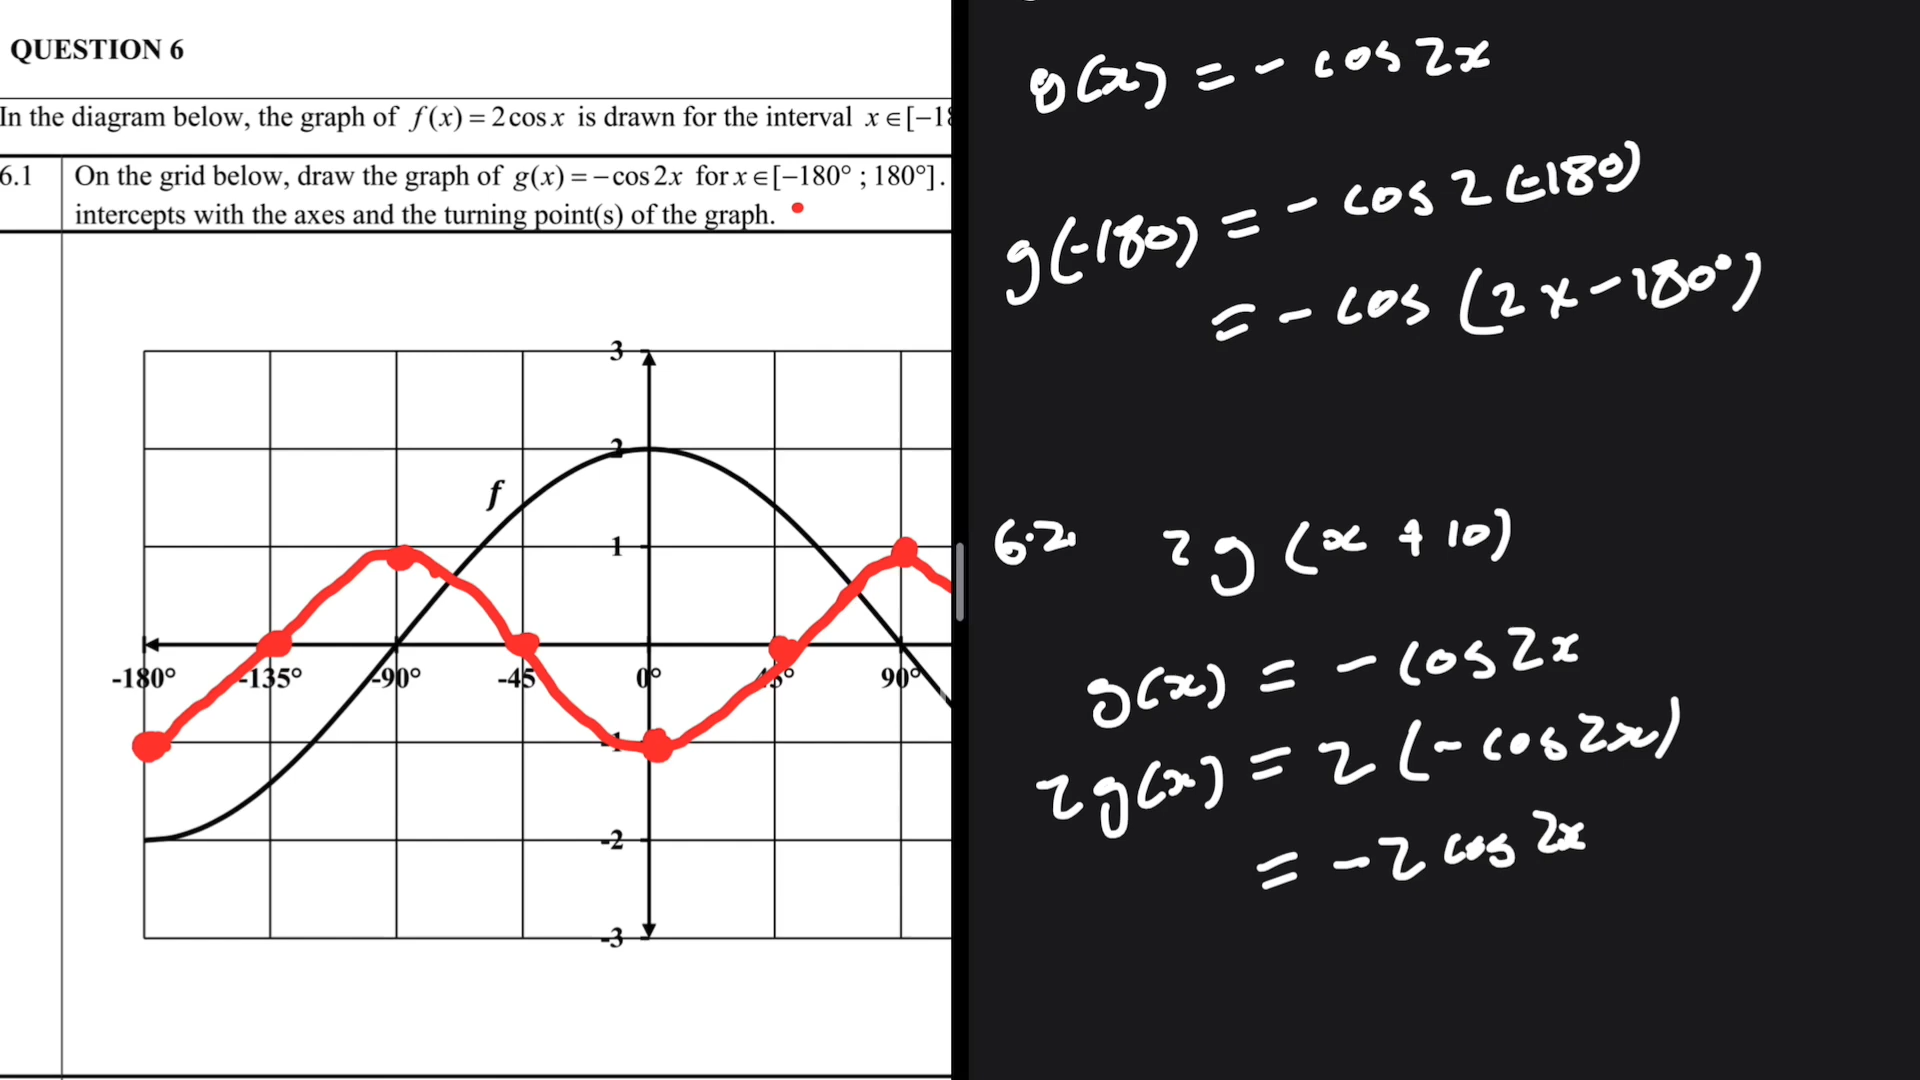 QUESTION 6
In the diagram below, the graph of f(x) = 2cos x is drawn for the interval x ∈ [−18
6.1 On the grid below, draw the graph of g(x) = −cos 2x for x ∈ [−180° ; 180°].
intercepts with the axes and the turning point(s) of the graph.
3
2
f
1
-180° -135° -90° -45 0° 45° 90°
-1
-2
-3
g(x) = - cos 2x
g(-180) = - cos 2(-180)
= - cos (2x-180°)
6.2. 2g(x + 10)
g(x) = - cos 2x
2g(x) = 2(- cos 2x)
= -2 cos 2x